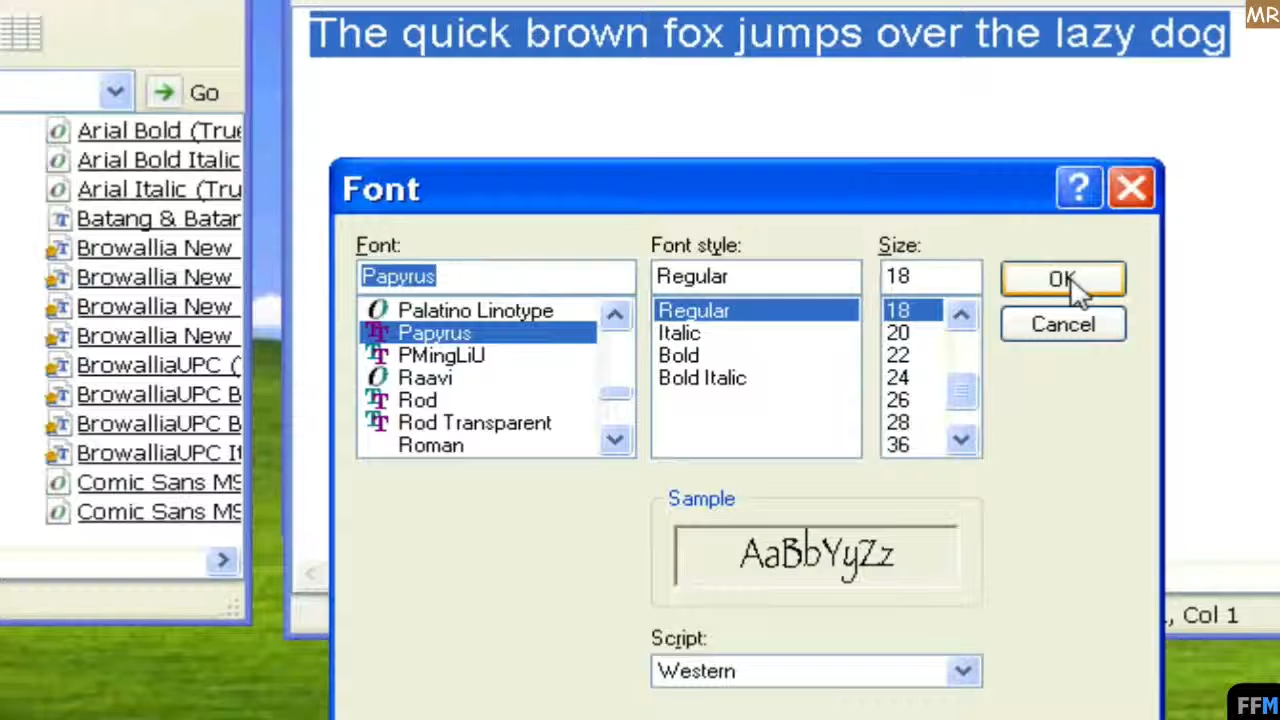 MR
The quick brown fox jumps over the lazy dog
Go
Arial Bold (True
Arial Bold Italic
Arial Italic (Tru
Batang & Batan
Browallia New
Browallia New
Browallia New
Browallia New
BrowalliaUPC (
BrowalliaUPC B
BrowalliaUPC B
BrowalliaUPC It
Comic Sans MS
Comic Sans MS
Font
Font:
Papyrus
Palatino Linotype
Papyrus
PMingLiU
Raavi
Rod
Rod Transparent
Roman
Font style:
Regular
Regular
Italic
Bold
Bold Italic
Size:
18
18
20
22
24
26
28
36
OK
Cancel
Sample
AaBbYyZz
Script:
Western
, Col 1
FFM